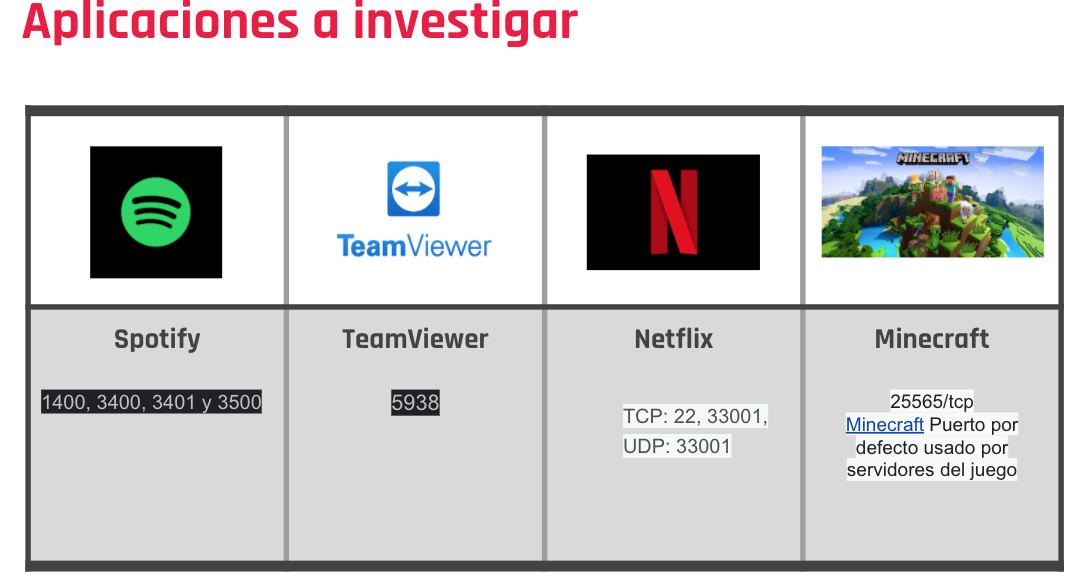 Aplicaciones a investigar
MINECRAFT
TeamViewer
Spotify
TeamViewer
Netflix
Minecraft
1400, 3400, 3401 y 3500
5938
TCP: 22, 33001,
UDP: 33001
25565/tcp
Minecraft Puerto por
defecto usado por
servidores del juego